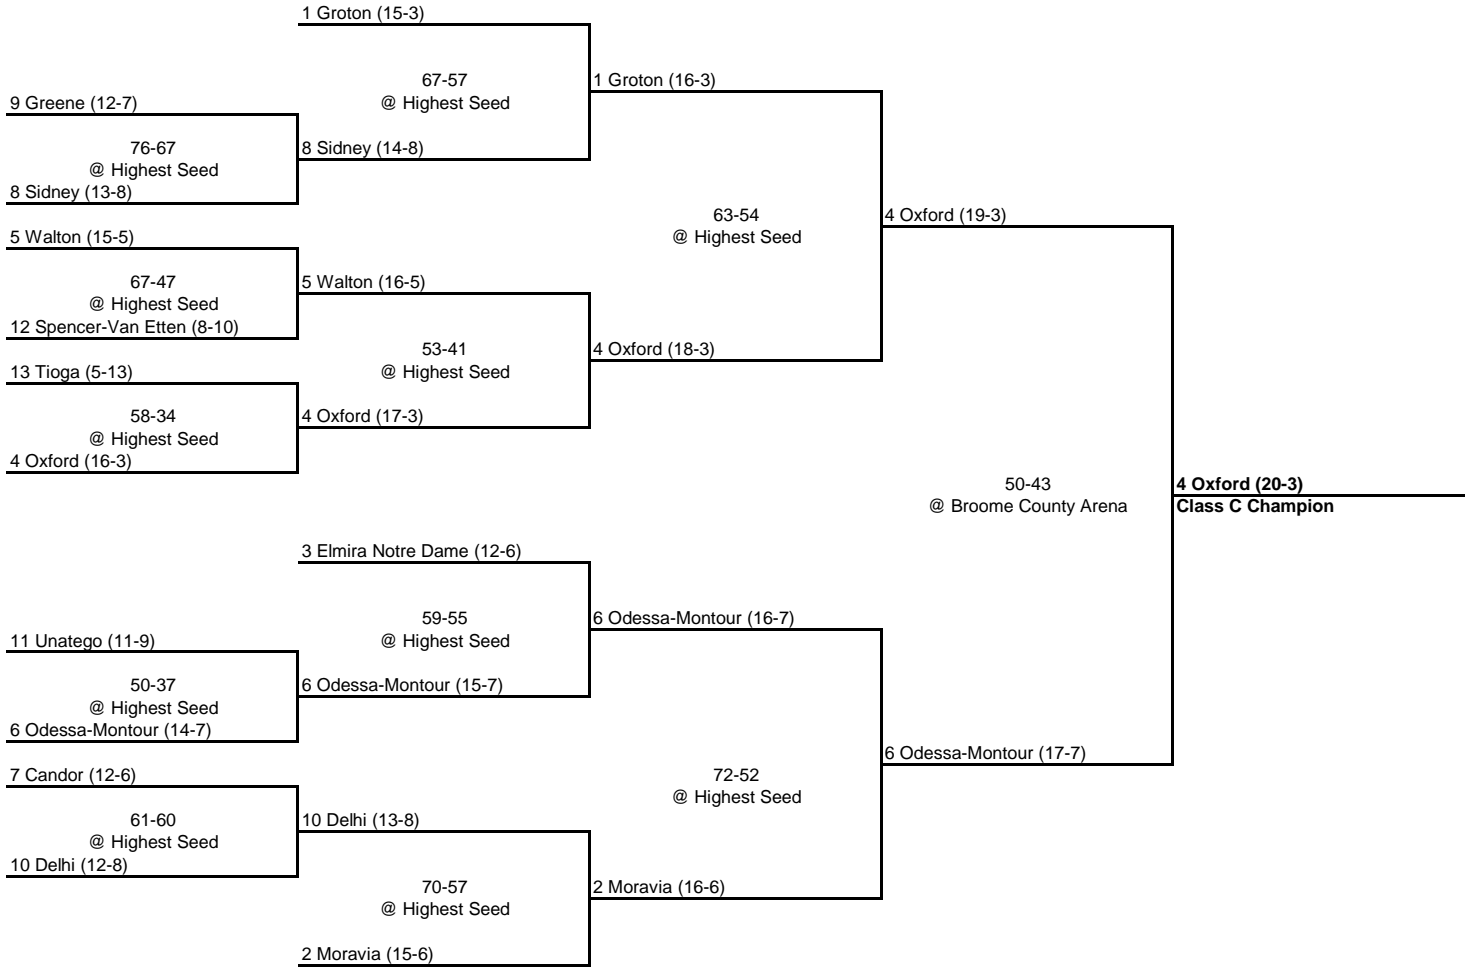 1 Groton (15-3)
67-57
@ Highest Seed
1 Groton (16-3)
9 Greene (12-7)
76-67
@ Highest Seed
8 Sidney (14-8)
8 Sidney (13-8)
63-54
@ Highest Seed
4 Oxford (19-3)
5 Walton (15-5)
67-47
@ Highest Seed
5 Walton (16-5)
12 Spencer-Van Etten (8-10)
53-41
@ Highest Seed
4 Oxford (18-3)
13 Tioga (5-13)
58-34
@ Highest Seed
4 Oxford (17-3)
4 Oxford (16-3)
50-43
@ Broome County Arena
4 Oxford (20-3)
Class C Champion
3 Elmira Notre Dame (12-6)
59-55
@ Highest Seed
6 Odessa-Montour (16-7)
11 Unatego (11-9)
50-37
@ Highest Seed
6 Odessa-Montour (15-7)
6 Odessa-Montour (14-7)
72-52
@ Highest Seed
6 Odessa-Montour (17-7)
7 Candor (12-6)
61-60
@ Highest Seed
10 Delhi (13-8)
10 Delhi (12-8)
70-57
@ Highest Seed
2 Moravia (16-6)
2 Moravia (15-6)